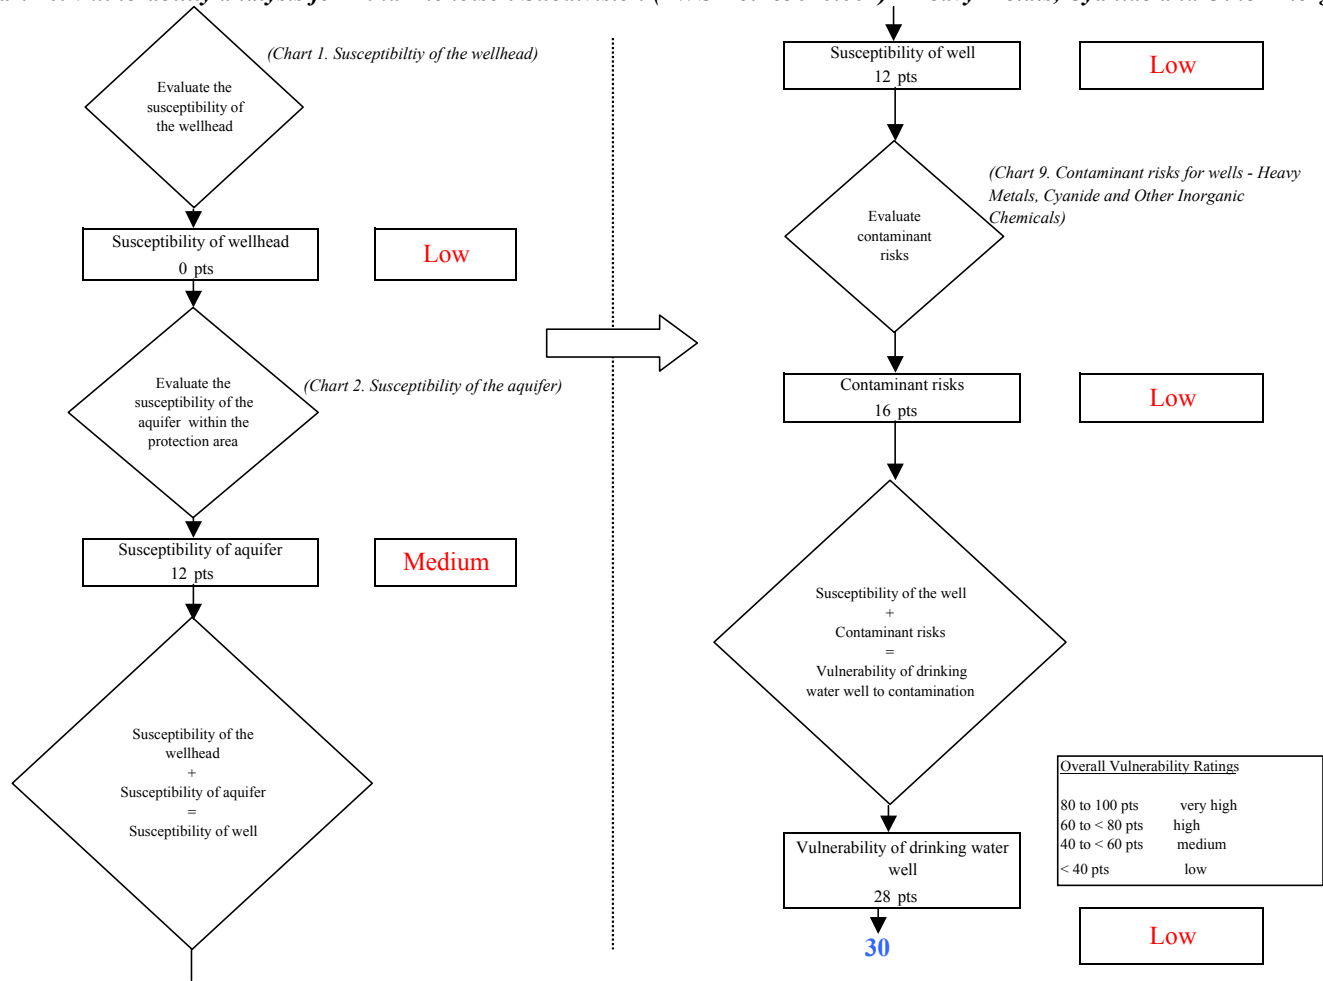 (Chart 1. Susceptibiltiy of the wellhead)
Evaluate the
susceptibility of
the wellhead
Susceptibility of wellhead
0 pts
Low
Evaluate the
susceptibility of the
aquifer within the
protection area
(Chart 2. Susceptibility of the aquifer)
Susceptibility of aquifer
12 pts
Medium
Susceptibility of the
wellhead
+
Susceptibility of aquifer
=
Susceptibility of well
Susceptibility of well
12 pts
Low
Evaluate
contaminant
risks
(Chart 9. Contaminant risks for wells - Heavy
Metals, Cyanide and Other Inorganic
Chemicals)
Contaminant risks
16 pts
Low
Susceptibility of the well
+
Contaminant risks
=
Vulnerability of drinking
water well to contamination
Overall Vulnerability Ratings
80 to 100 pts very high
60 to < 80 pts high
40 to < 60 pts medium
< 40 pts low
Vulnerability of drinking water
well
28 pts
30
Low